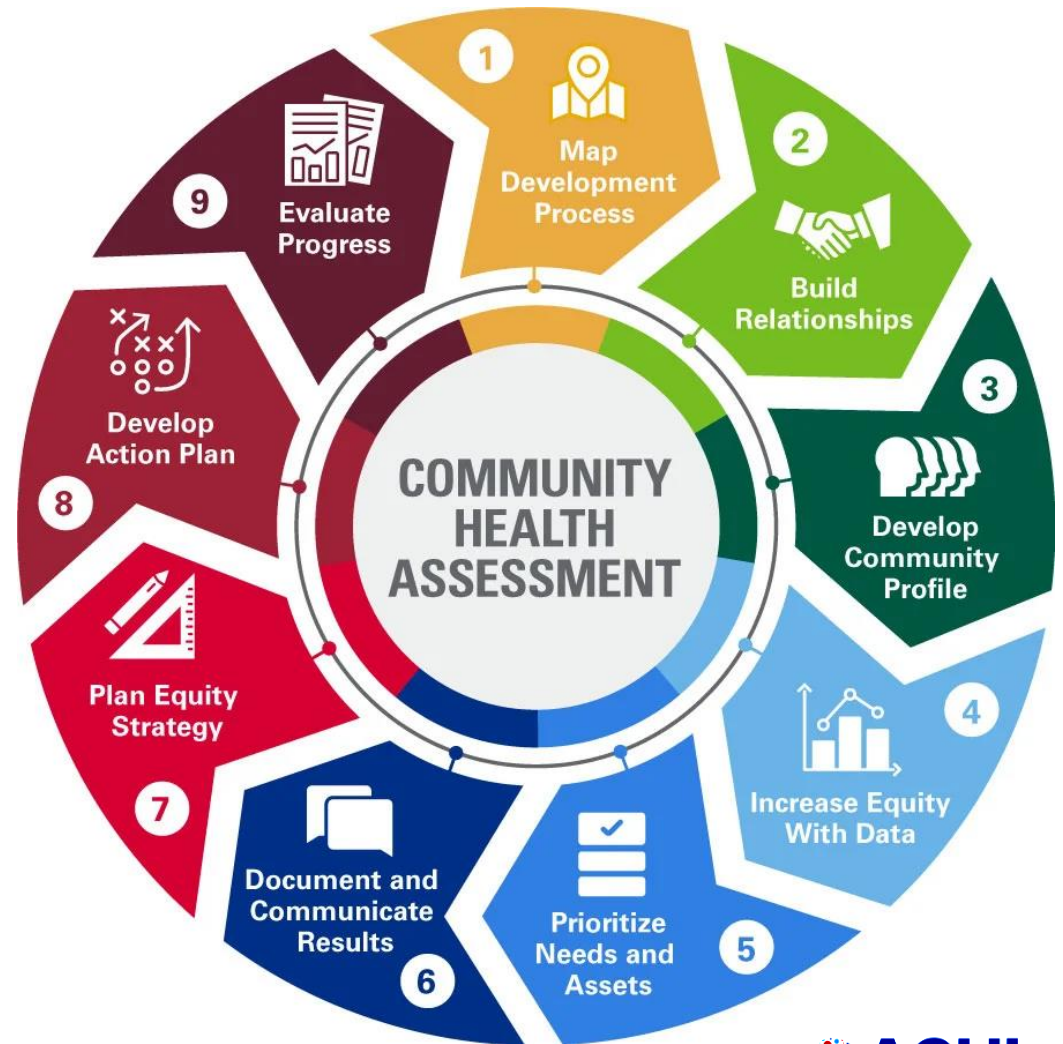 1
Map
Development
Process
2
Build
Relationships
3
Develop
Community
Profile
4
Increase Equity
With Data
5
Prioritize
Needs and
Assets
6
Document and
Communicate
Results
7
Plan Equity
Strategy
8
Develop
Action Plan
9
Evaluate
Progress
COMMUNITY
HEALTH
ASSESSMENT